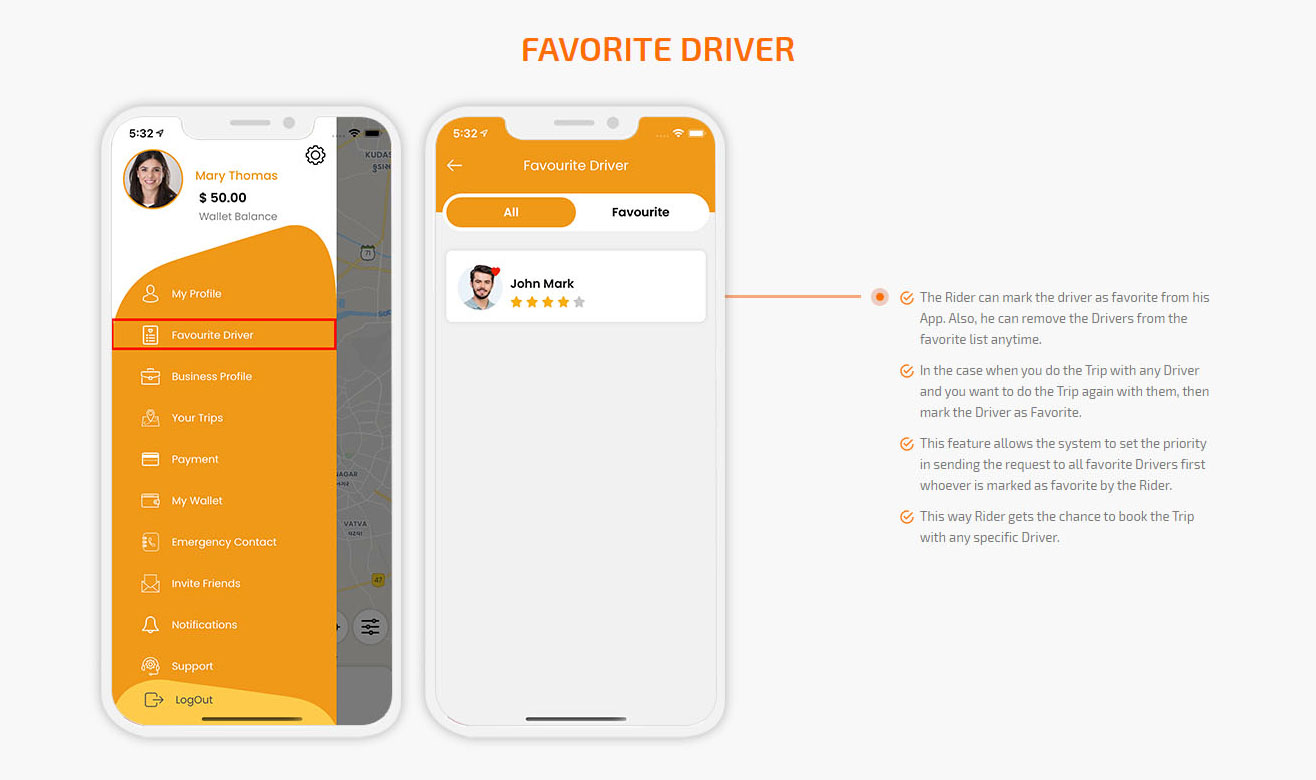 FAVORITE DRIVER
5:32
Mary Thomas
$ 50.00
Wallet Balance
My Profile
Favourite Driver
Business Profile
Your Trips
Payment
My Wallet
Emergency Contact
Invite Friends
Notifications
Support
LogOut
KUDAS
71
NAGAR
VATVA
વટવા
47
5:32
Favourite Driver
All
Favourite
John Mark
The Rider can mark the driver as favorite from his
App. Also, he can remove the Drivers from the
favorite list anytime.
In the case when you do the Trip with any Driver
and you want to do the Trip again with them, then
mark the Driver as Favorite.
This feature allows the system to set the priority
in sending the request to all favorite Drivers first
whoever is marked as favorite by the Rider.
This way Rider gets the chance to book the Trip
with any specific Driver.